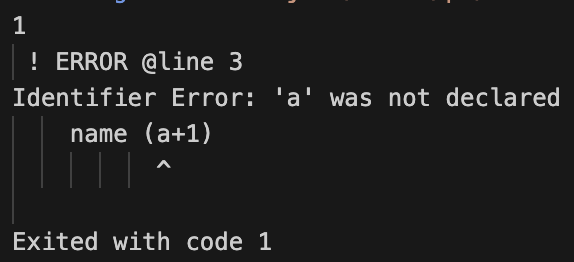 1
! ERROR @line 3
Identifier Error: 'a' was not declared
name (a+1)
^
Exited with code 1